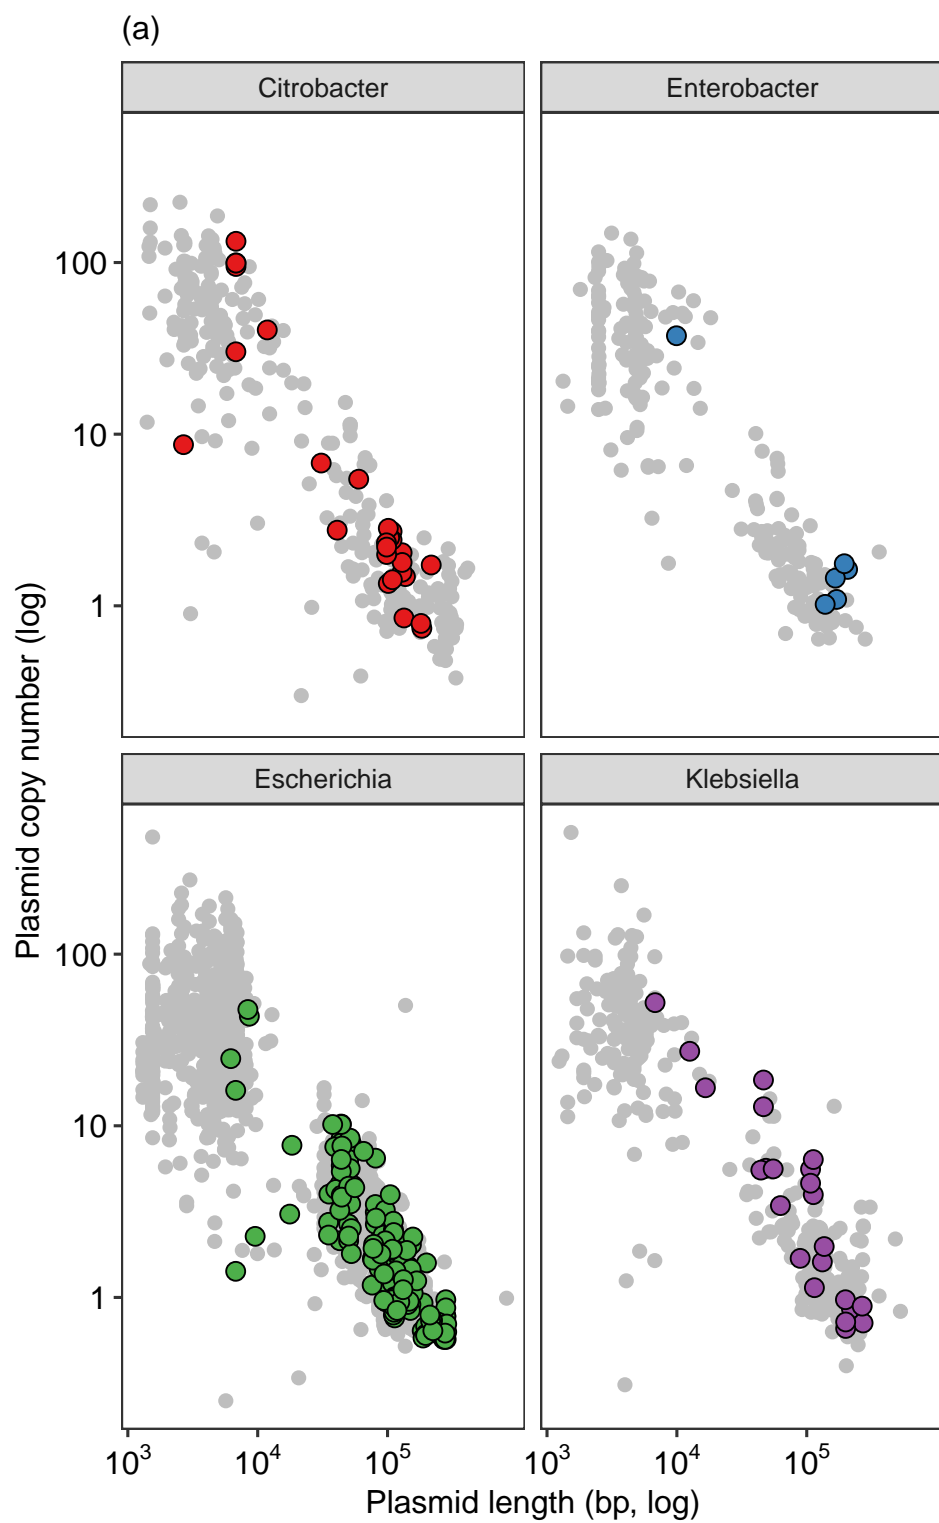 (a)
Citrobacter
Enterobacter
100
10
1
Escherichia
Klebsiella
100
10
1
Plasmid copy number (log)
10³ 10⁴ 10⁵ 10³ 10⁴ 10⁵
Plasmid length (bp, log)